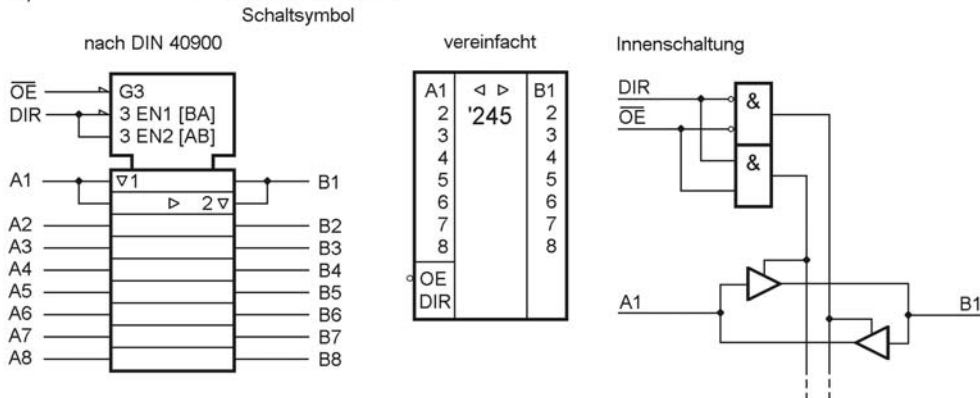 Schaltsymbol
nach DIN 40900
OE
DIR
G3
3 EN1 [BA]
3 EN2 [AB]
A1
▽1
▷ 2▽
B1
A2
B2
A3
B3
A4
B4
A5
B5
A6
B6
A7
B7
A8
B8
vereinfacht
A1 ◁ ▷ B1
2 '245 2
3 3
4 4
5 5
6 6
7 7
8 8
OE
DIR
Innenschaltung
DIR
OE
&
&
A1
B1